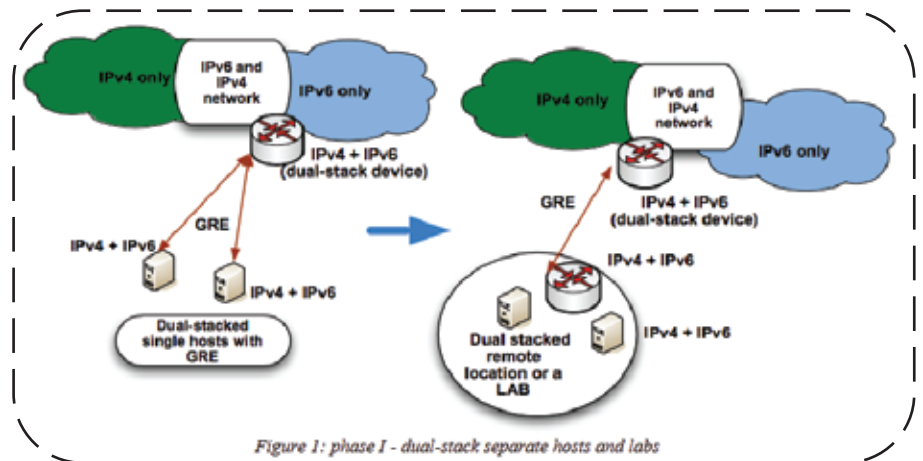 IPv4 only
IPv6 and
IPv4
network
IPv6 only
IPv4 + IPv6
(dual-stack device)
GRE
IPv4 + IPv6
IPv4 + IPv6
Dual-stacked
single hosts with
GRE
IPv4 only
IPv6 and
IPv4
network
IPv6 only
IPv4 + IPv6
(dual-stack device)
GRE
IPv4 + IPv6
IPv4 + IPv6
Dual stacked
remote
location or a
LAB
Figure 1: phase I - dual-stack separate hosts and labs